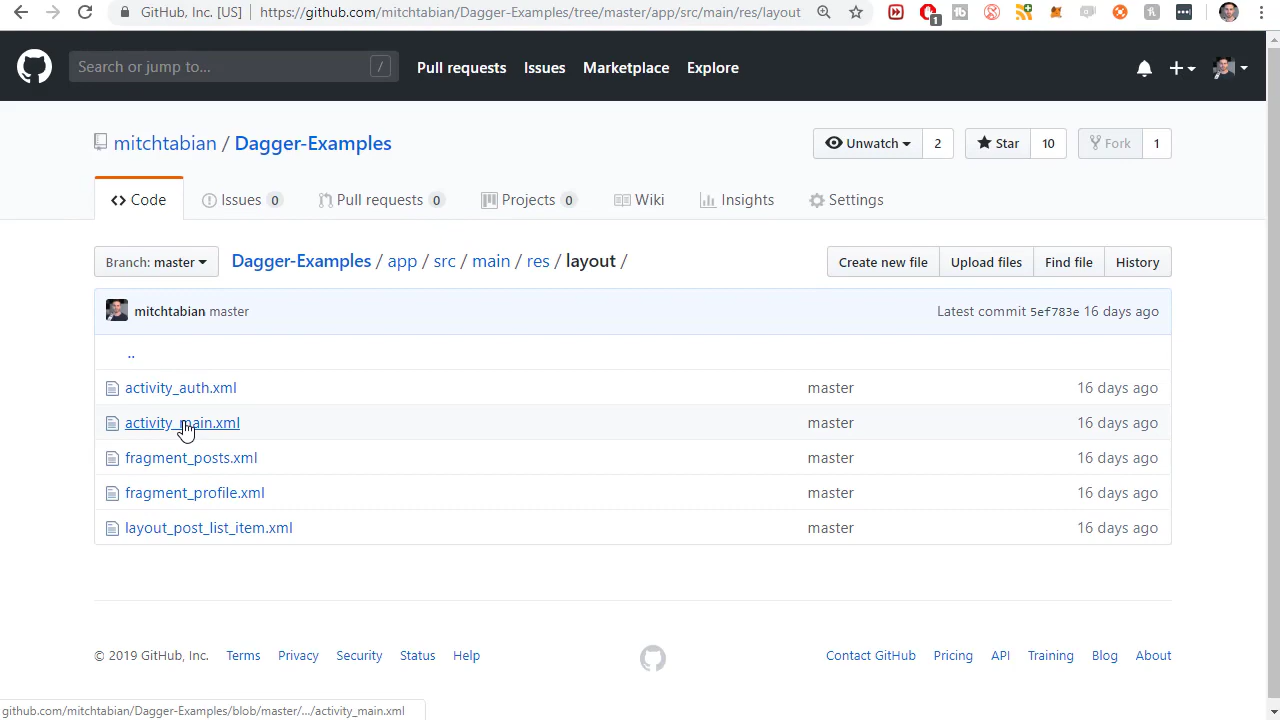 GitHub, Inc. [US] https://github.com/mitchtabian/Dagger-Examples/tree/master/app/src/main/res/layout
1
Search or jump to... / Pull requests Issues Marketplace Explore
mitchtabian / Dagger-Examples Unwatch 2 Star 10 Fork 1
Code Issues 0 Pull requests 0 Projects 0 Wiki Insights Settings
Branch: master Dagger-Examples / app / src / main / res / layout / Create new file Upload files Find file History
mitchtabian master Latest commit 5ef783e 16 days ago
..
activity_auth.xml master 16 days ago
activity_main.xml master 16 days ago
fragment_posts.xml master 16 days ago
fragment_profile.xml master 16 days ago
layout_post_list_item.xml master 16 days ago
© 2019 GitHub, Inc. Terms Privacy Security Status Help Contact GitHub Pricing API Training Blog About
github.com/mitchtabian/Dagger-Examples/blob/master/.../activity_main.xml